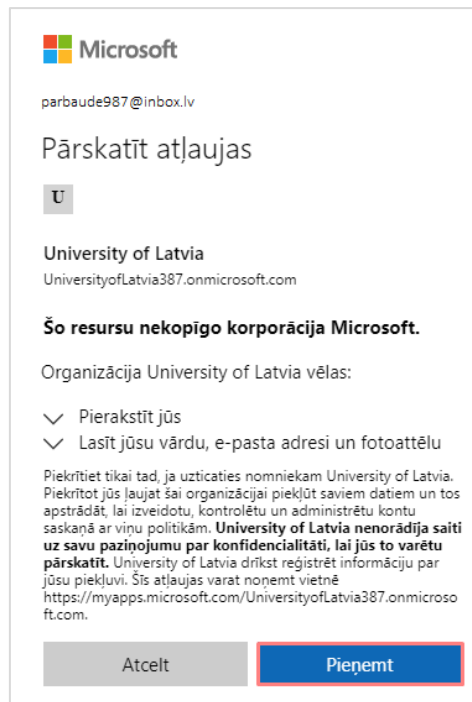 Microsoft
parbaude987@inbox.lv
Pārskatīt atļaujas
U
University of Latvia
UniversityofLatvia387.onmicrosoft.com
Šo resursu nekopīgo korporācija Microsoft.
Organizācija University of Latvia vēlas:
Pierakstīt jūs
Lasīt jūsu vārdu, e-pasta adresi un fotoattēlu
Piekrītiet tikai tad, ja uzticaties nomniekam University of Latvia.
Piekrītot jūs ļaujat šai organizācijai piekļūt saviem datiem un tos
apstrādāt, lai izveidotu, kontrolētu un administrētu kontu
saskaņā ar viņu politikām. University of Latvia nenorādīja saiti
uz savu paziņojumu par konfidencialitāti, lai jūs to varētu
pārskatīt. University of Latvia drīkst reģistrēt informāciju par
jūsu piekļuvi. Šīs atļaujas varat noņemt vietnē
https://myapps.microsoft.com/UniversityofLatvia387.onmicroso
ft.com.
Atcelt Pieņemt